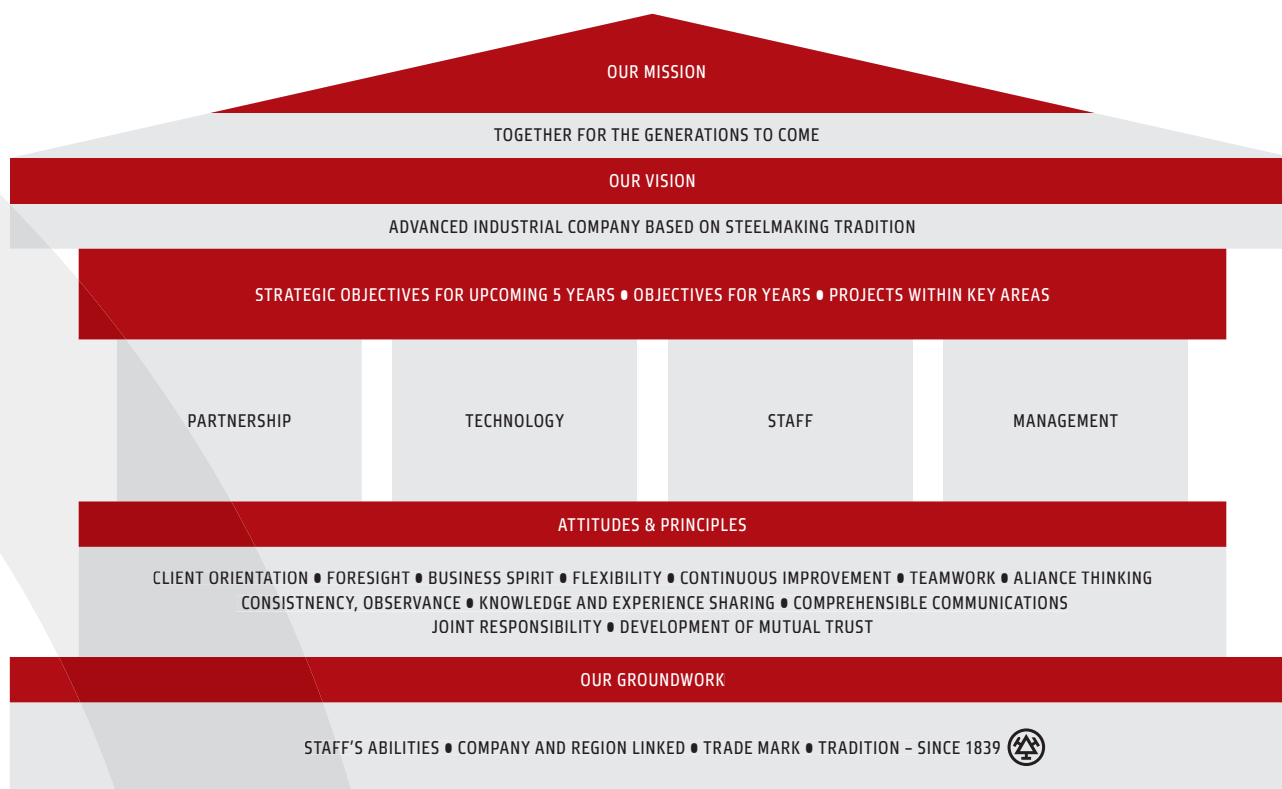 OUR MISSION
TOGETHER FOR THE GENERATIONS TO COME
OUR VISION
ADVANCED INDUSTRIAL COMPANY BASED ON STEELMAKING TRADITION
STRATEGIC OBJECTIVES FOR UPCOMING 5 YEARS • OBJECTIVES FOR YEARS • PROJECTS WITHIN KEY AREAS
PARTNERSHIP
TECHNOLOGY
STAFF
MANAGEMENT
ATTITUDES & PRINCIPLES
CLIENT ORIENTATION • FORESIGHT • BUSINESS SPIRIT • FLEXIBILITY • CONTINUOUS IMPROVEMENT • TEAMWORK • ALIANCE THINKING
CONSISTNENCY, OBSERVANCE • KNOWLEDGE AND EXPERIENCE SHARING • COMPREHENSIBLE COMMUNICATIONS
JOINT RESPONSIBILITY • DEVELOPMENT OF MUTUAL TRUST
OUR GROUNDWORK
STAFF'S ABILITIES • COMPANY AND REGION LINKED • TRADE MARK • TRADITION – SINCE 1839